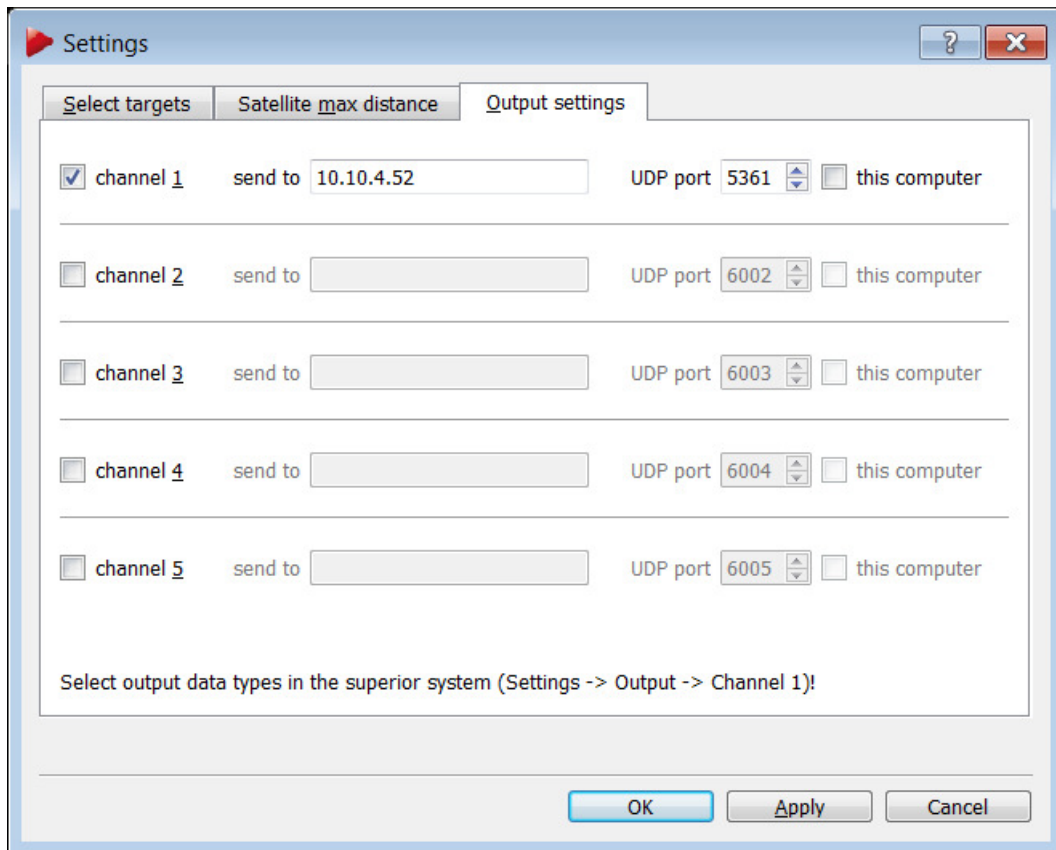 Settings
Select targets Satellite max distance Output settings
channel 1 send to 10.10.4.52 UDP port 5361 this computer
channel 2 send to UDP port 6002 this computer
channel 3 send to UDP port 6003 this computer
channel 4 send to UDP port 6004 this computer
channel 5 send to UDP port 6005 this computer
Select output data types in the superior system (Settings -> Output -> Channel 1)!
OK Apply Cancel